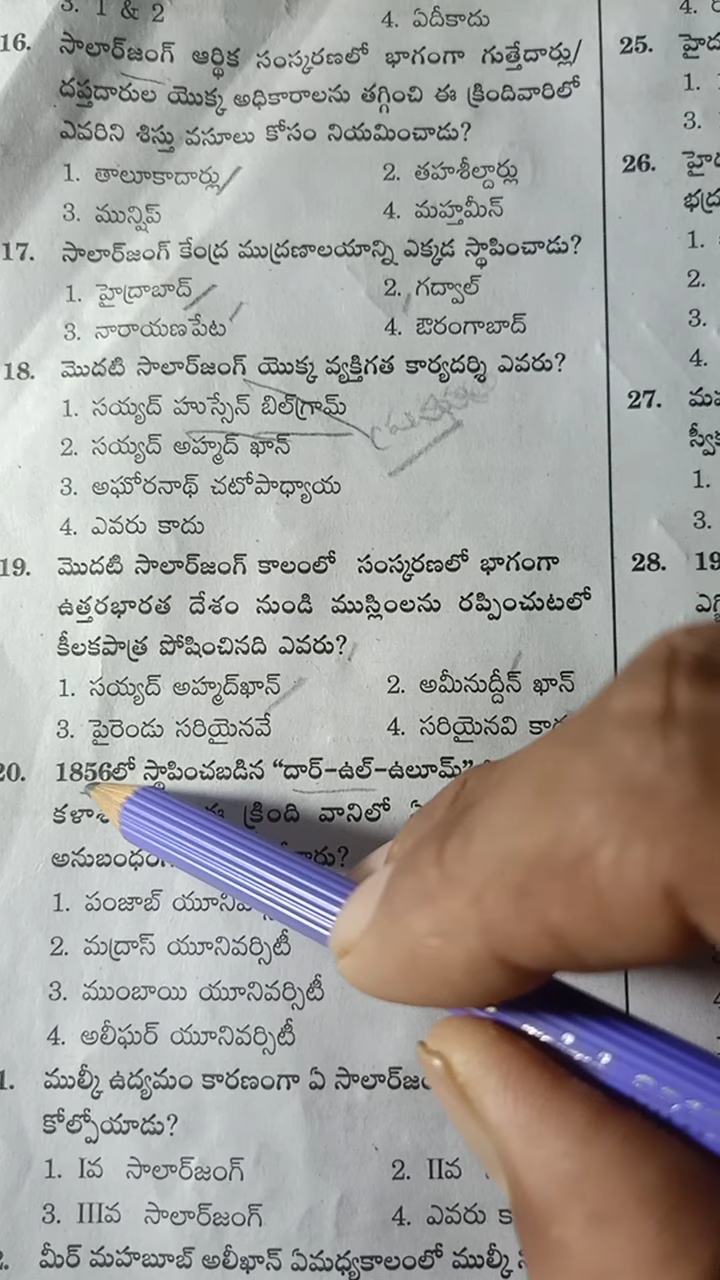 3. 1 & 2
4. ఏదీకాదు
16. సాలార్‌జంగ్ ఆర్థిక సంస్కరణలో భాగంగా గుత్తేదార్లు/
దఫ్తదారుల యొక్క అధికారాలను తగ్గించి ఈ క్రిందివారిలో
ఎవరిని శిస్తు వసూలు కోసం నియమించాడు?
1. తాలూకాదార్లు 2. తహశీల్దార్లు
3. మున్షిప్ 4. మహ్తమీన్
17. సాలార్‌జంగ్ కేంద్ర ముద్రణాలయాన్ని ఎక్కడ స్థాపించాడు?
1. హైద్రాబాద్ 2. గద్వాల్
3. నారాయణపేట 4. ఔరంగాబాద్
18. మొదటి సాలార్‌జంగ్ యొక్క వ్యక్తిగత కార్యదర్శి ఎవరు?
1. సయ్యద్ హుస్సేన్ బిల్‌గ్రామ్
2. సయ్యద్ అహ్మద్ ఖాన్
3. అఘోరనాథ్ చటోపాధ్యాయ
4. ఎవరు కాదు
19. మొదటి సాలార్‌జంగ్ కాలంలో సంస్కరణలో భాగంగా
ఉత్తరభారత దేశం నుండి ముస్లింలను రప్పించుటలో
కీలకపాత్ర పోషించినది ఎవరు?
1. సయ్యద్ అహ్మద్‌ఖాన్ 2. అమీనుద్దీన్ ఖాన్
3. పైరెండు సరియైనవే 4. సరియైనవి
20. 1856లో స్థాపించబడిన "దార్-ఉల్-ఉలూమ్"
క్రింది వానిలో
1. పంజాబ్
2. మద్రాస్ యూనివర్సిటీ
3. ముంబాయి యూనివర్సిటీ
4. అలీఘర్ యూనివర్సిటీ
1. ముల్కీ ఉద్యమం కారణంగా ఏ
కోల్పోయాడు?
1. Iవ సాలార్‌జంగ్ 2. IIవ
3. IIIవ సాలార్‌జంగ్ 4. ఎవరు
మీర్ మహబూబ్ అలీఖాన్ ఏమధ్యకాలంలో ముల్కీ
25.
1.
3.
26.
1.
2.
3.
4.
27.
1.
3.
28. 19